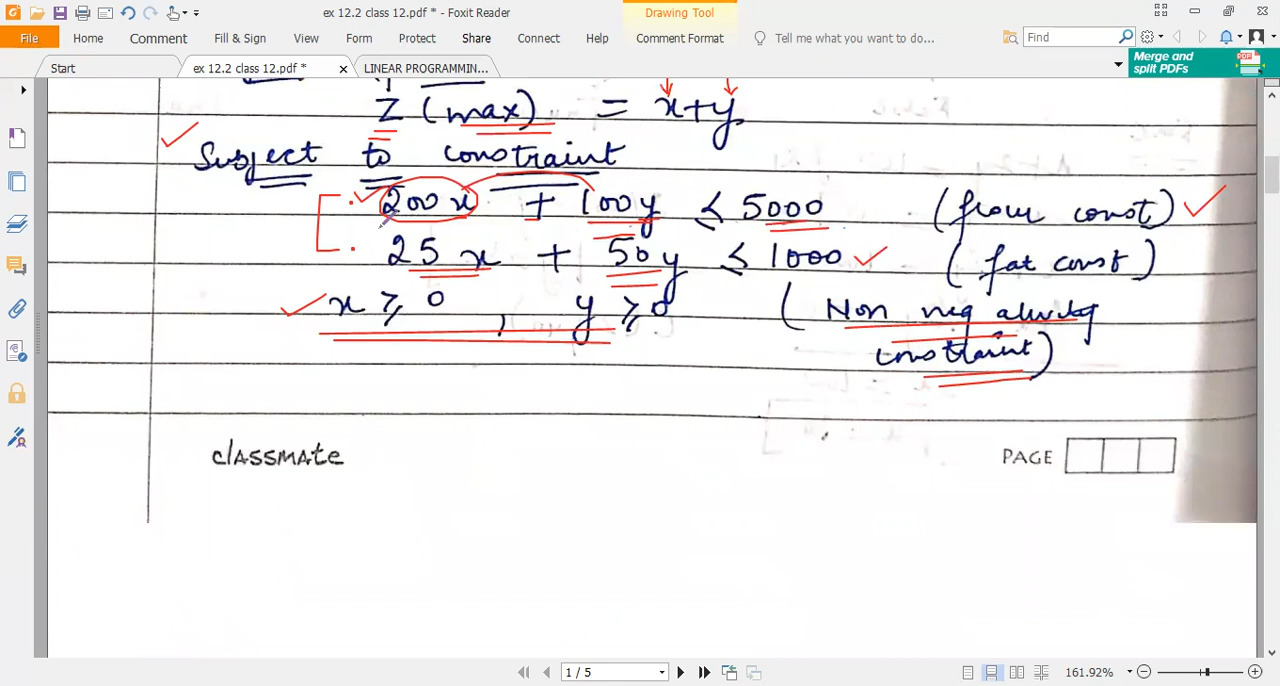 ex 12.2 class 12.pdf * - Foxit Reader
Drawing Tool
File Home Comment Fill & Sign View Form Protect Share Connect Help Comment Format Tell me what you want to do... Find
Start ex 12.2 class 12.pdf * LINEAR PROGRAMMIN... Merge and
split PDFs
Z (max) = x+y
Subject to constraint
200x + 100y ≤ 5000 (from const)
25x + 50y ≤ 1000 (fat const)
x ≥ 0 , y ≥ 0 (Non neg
constraint)
classmate PAGE
1 / 5 161.92%